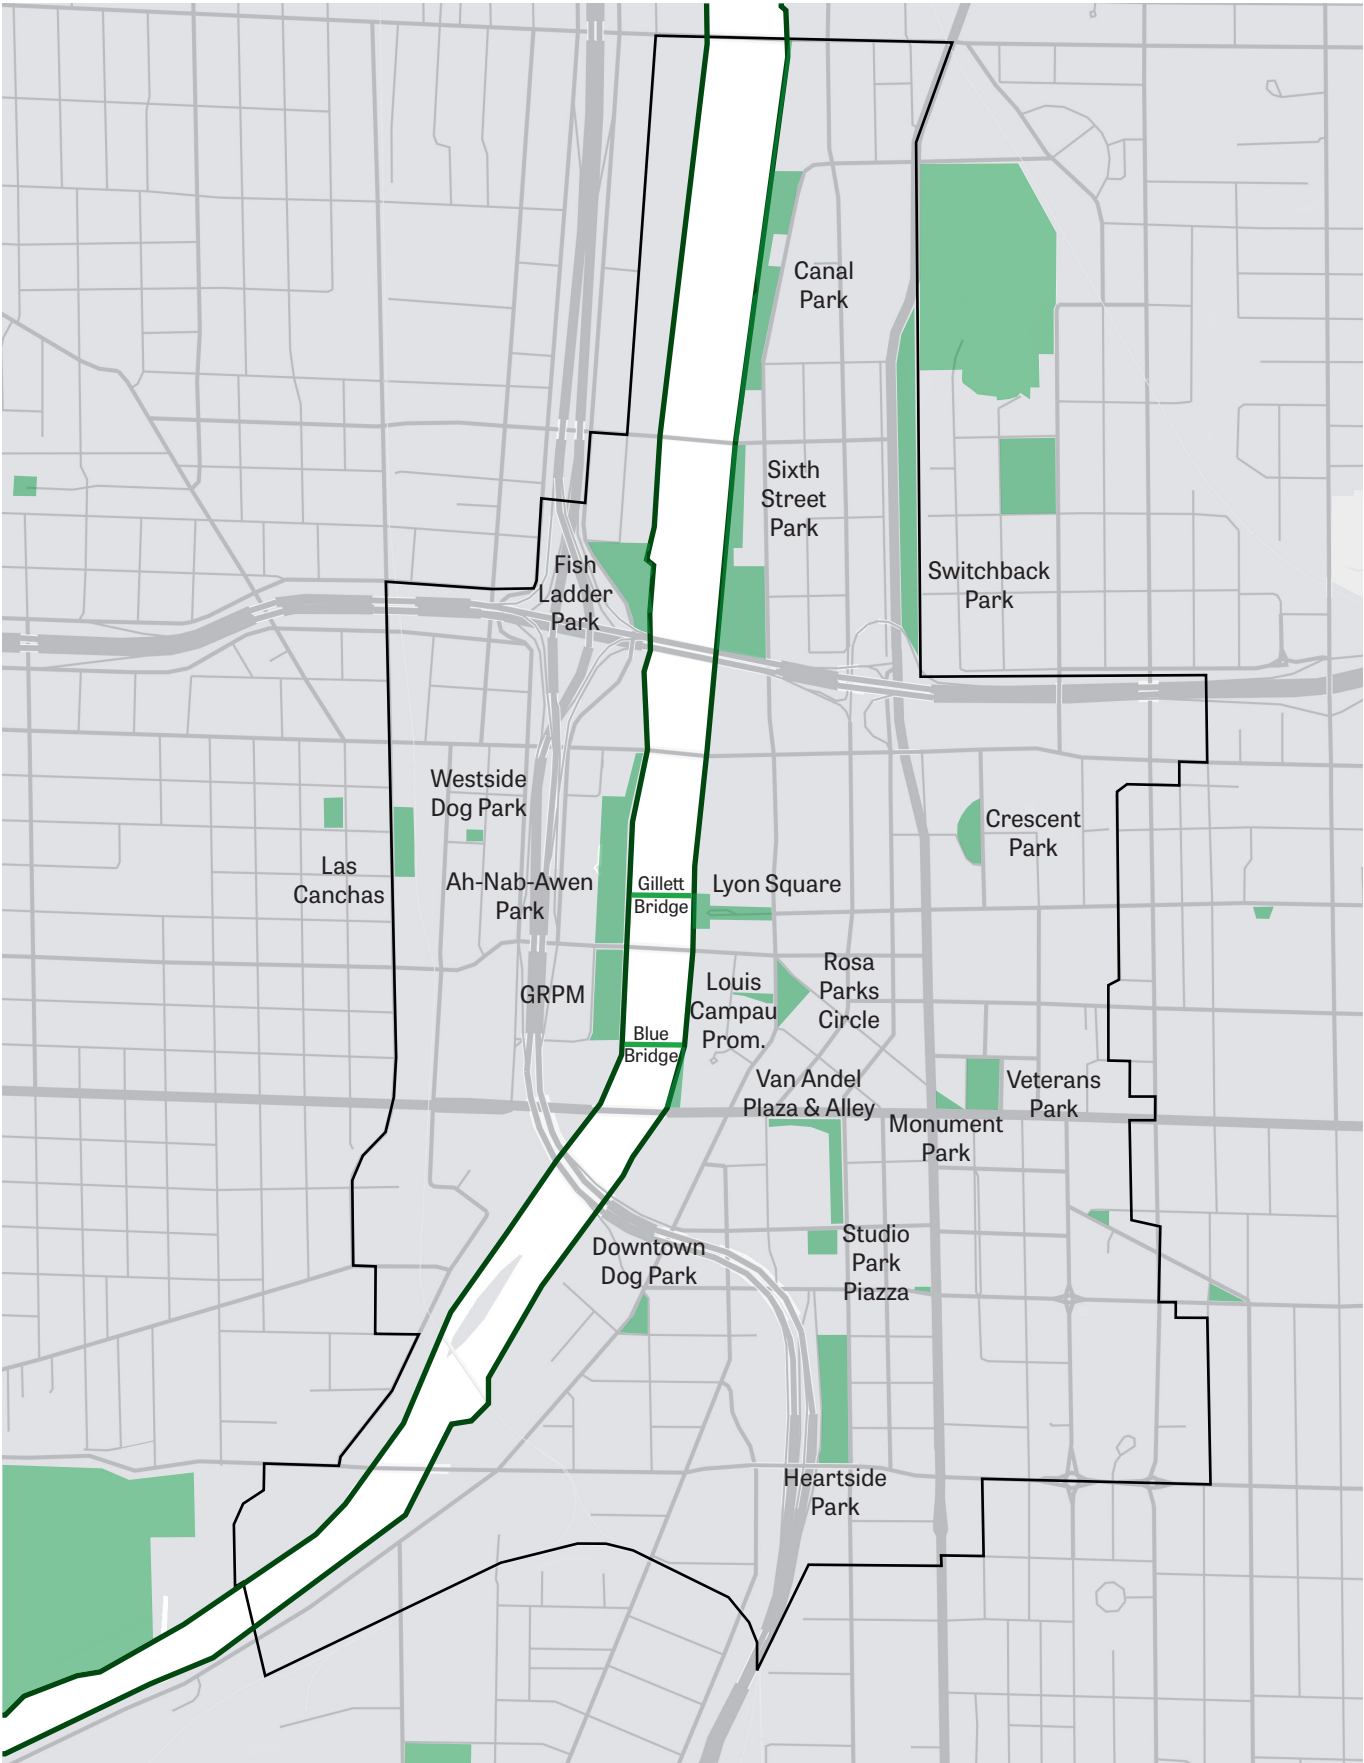 Canal
Park
Sixth
Street
Park
Fish
Ladder
Park
Switchback
Park
Westside
Dog Park
Crescent
Park
Las
Canchas
Ah-Nab-Awen
Park
Gillett
Bridge
Lyon Square
GRPM
Louis
Campau
Prom.
Rosa
Parks
Circle
Blue
Bridge
Van Andel
Plaza & Alley
Veterans
Park
Monument
Park
Downtown
Dog Park
Studio
Park
Piazza
Heartside
Park